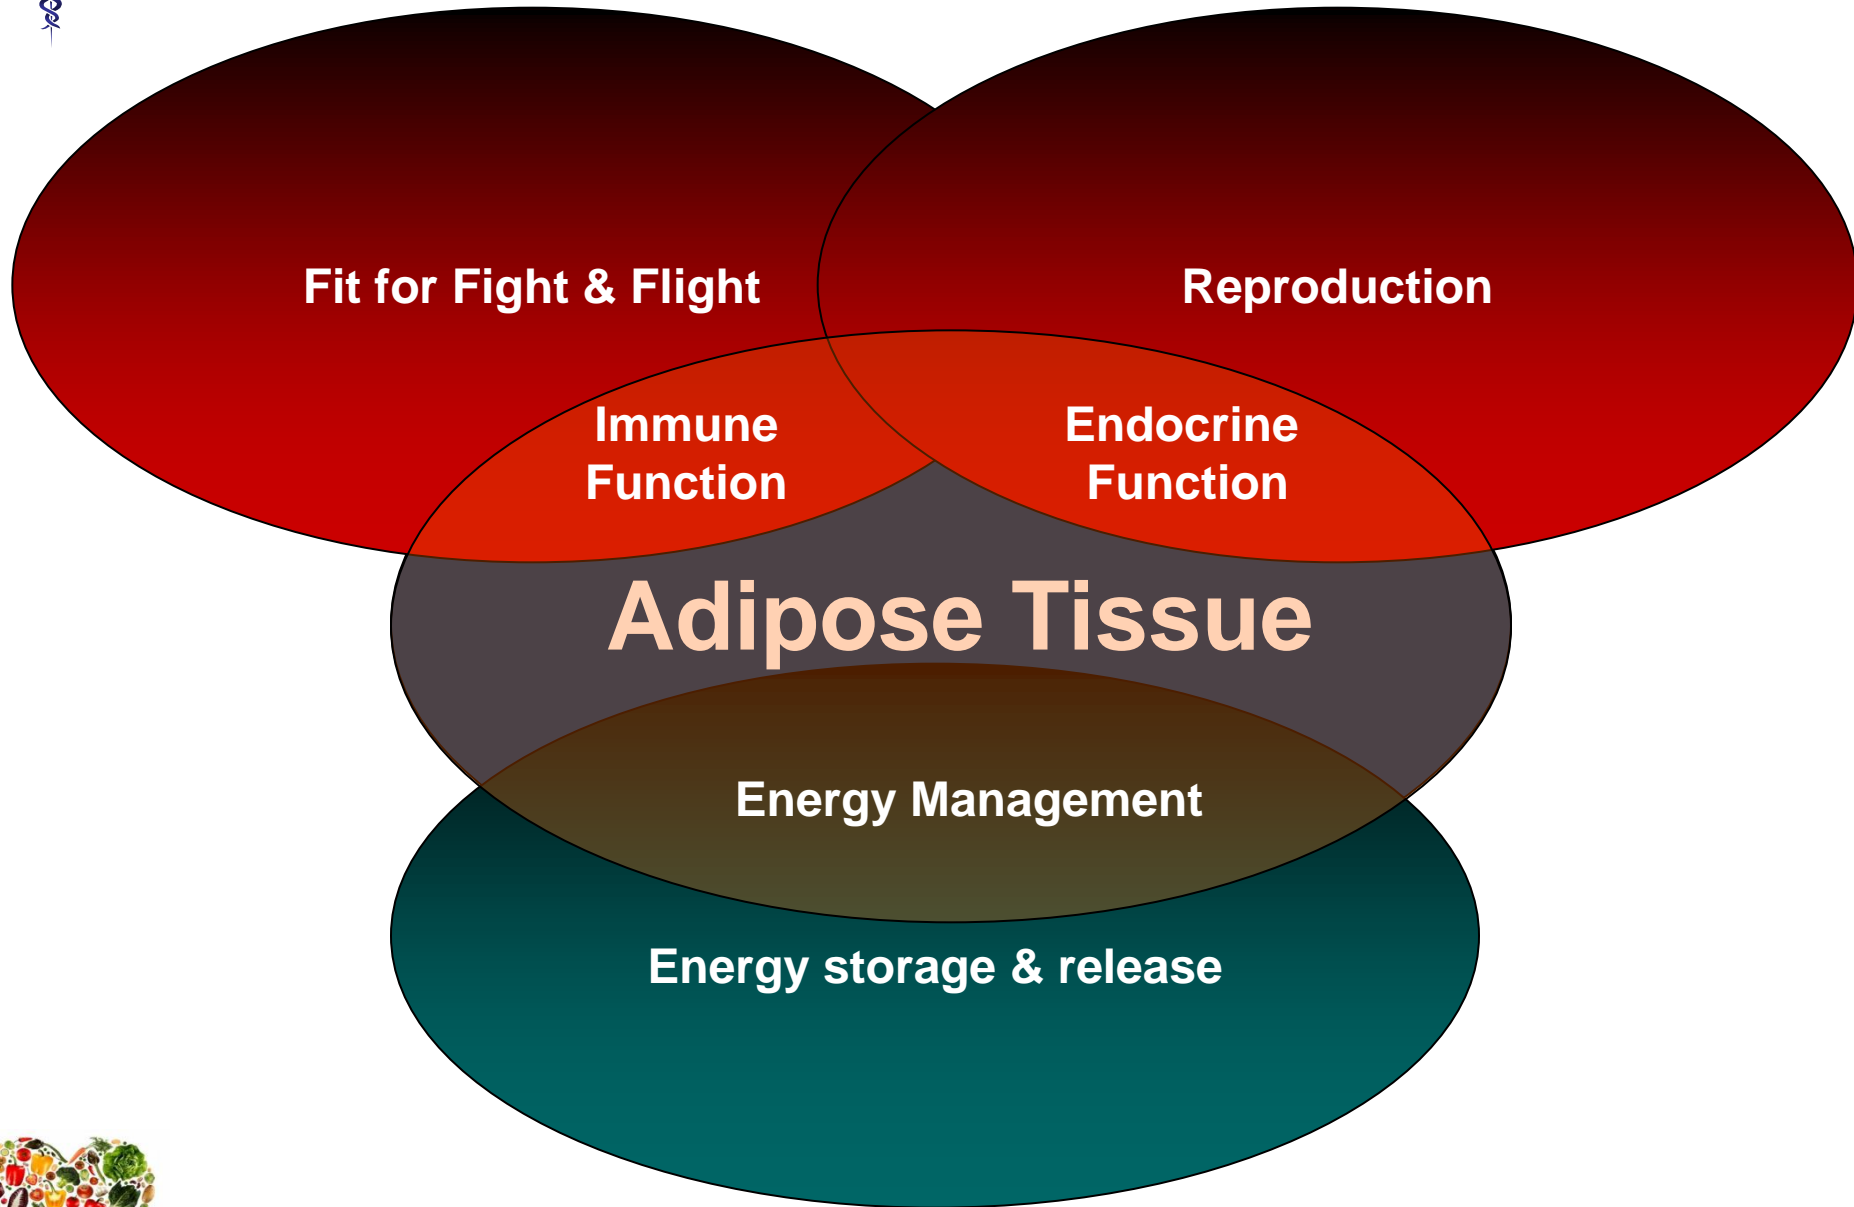 Fit for Fight & Flight
Reproduction
Immune
Function
Endocrine
Function
Adipose Tissue
Energy Management
Energy storage & release